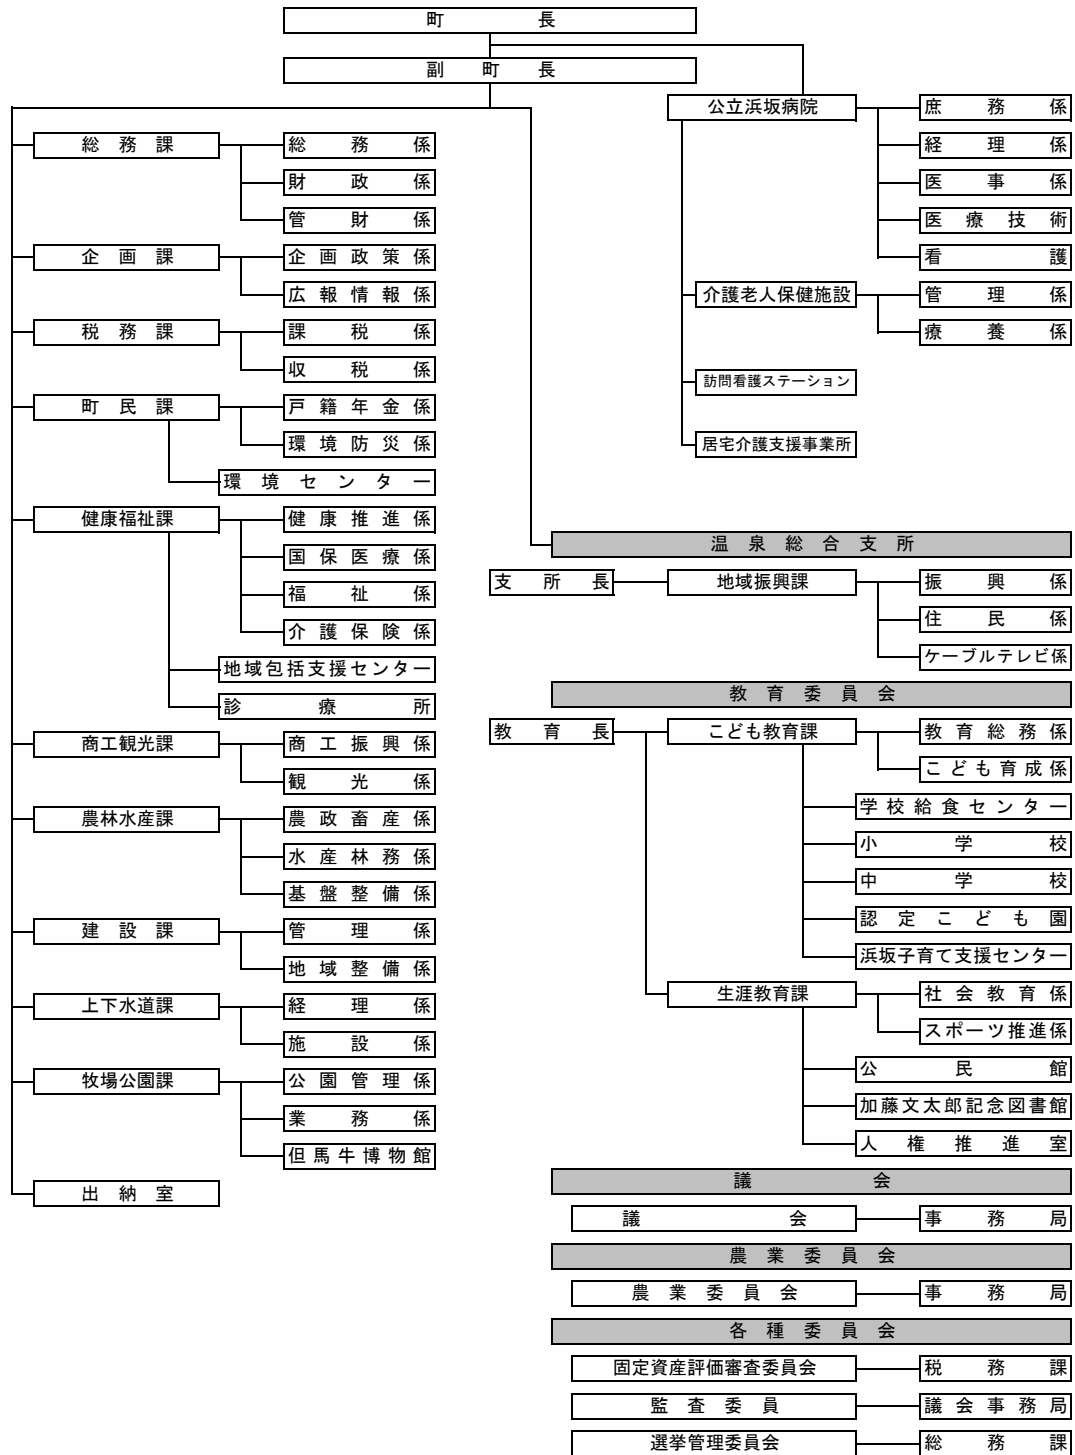 町長
副町長
総務課
総務係
財政係
管財係
企画課
企画政策係
広報情報係
税務課
課税係
収税係
町民課
戸籍年金係
環境防災係
環境センター
健康福祉課
健康推進係
国保医療係
福祉係
介護保険係
地域包括支援センター
診療所
商工観光課
商工振興係
観光係
農林水産課
農政畜産係
水産林務係
基盤整備係
建設課
管理係
地域整備係
上下水道課
経理係
施設係
牧場公園課
公園管理係
業務係
但馬牛博物館
出納室
公立浜坂病院
庶務係
経理係
医事係
医療技術
看護
介護老人保健施設
管理係
療養係
訪問看護ステーション
居宅介護支援事業所
温泉総合支所
支所長
地域振興課
振興係
住民係
ケーブルテレビ係
教育委員会
教育長
こども教育課
教育総務係
こども育成係
学校給食センター
小学校
中学校
認定こども園
浜坂子育て支援センター
生涯教育課
社会教育係
スポーツ推進係
公民館
加藤文太郎記念図書館
人権推進室
議会
議会
事務局
農業委員会
農業委員会
事務局
各種委員会
固定資産評価審査委員会
税務課
監査委員
議会事務局
選挙管理委員会
総務課